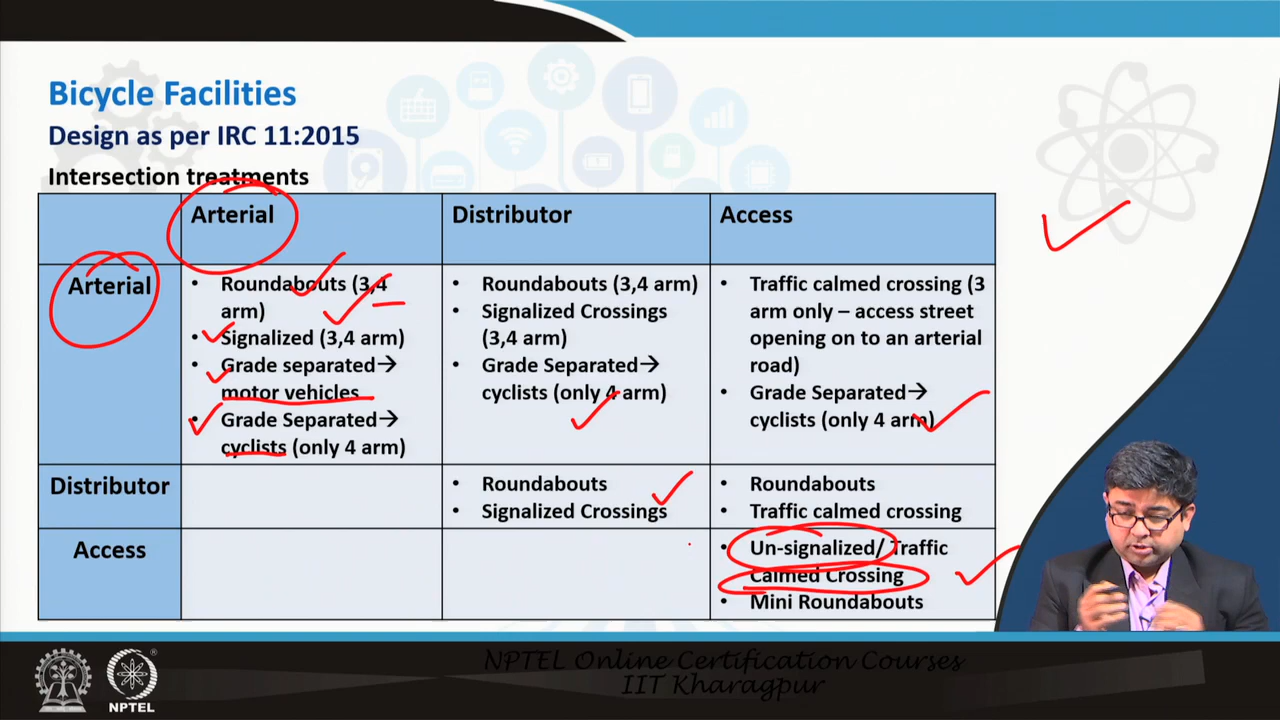 Bicycle Facilities
Design as per IRC 11:2015
Intersection treatments
Arterial
Distributor
Access
Arterial
• Roundabouts (3,4
arm)
• Signalized (3,4 arm)
• Grade separated→
motor vehicles
• Grade Separated→
cyclists (only 4 arm)
• Roundabouts (3,4 arm)
• Signalized Crossings
(3,4 arm)
• Grade Separated→
cyclists (only 4 arm)
• Traffic calmed crossing (3
arm only – access street
opening on to an arterial
road)
• Grade Separated→
cyclists (only 4 arm)
Distributor
• Roundabouts
• Signalized Crossings
• Roundabouts
• Traffic calmed crossing
Access
• Un-signalized/ Traffic
Calmed Crossing
• Mini Roundabouts
NPTEL Online Certification Courses
IIT Kharagpur
NPTEL